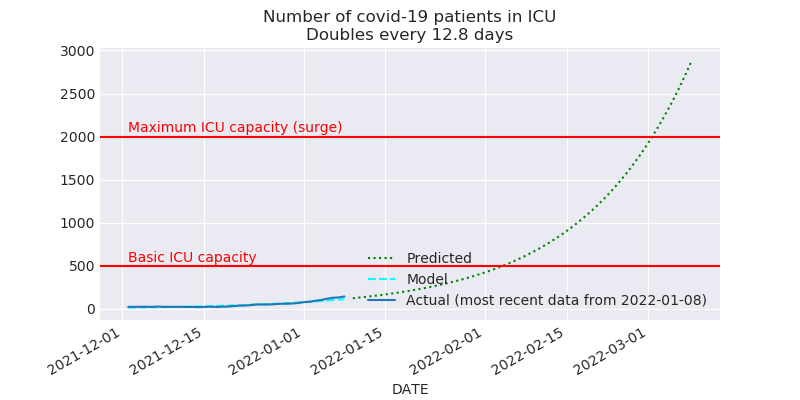 Number of covid-19 patients in ICU
Doubles every 12.8 days
3000
2500
2000
1500
1000
500
0
Maximum ICU capacity (surge)
Basic ICU capacity
Predicted
Model
Actual (most recent data from 2022-01-08)
2021-12-01
2021-12-15
2022-01-01
2022-01-15
2022-02-01
2022-02-15
2022-03-01
DATE